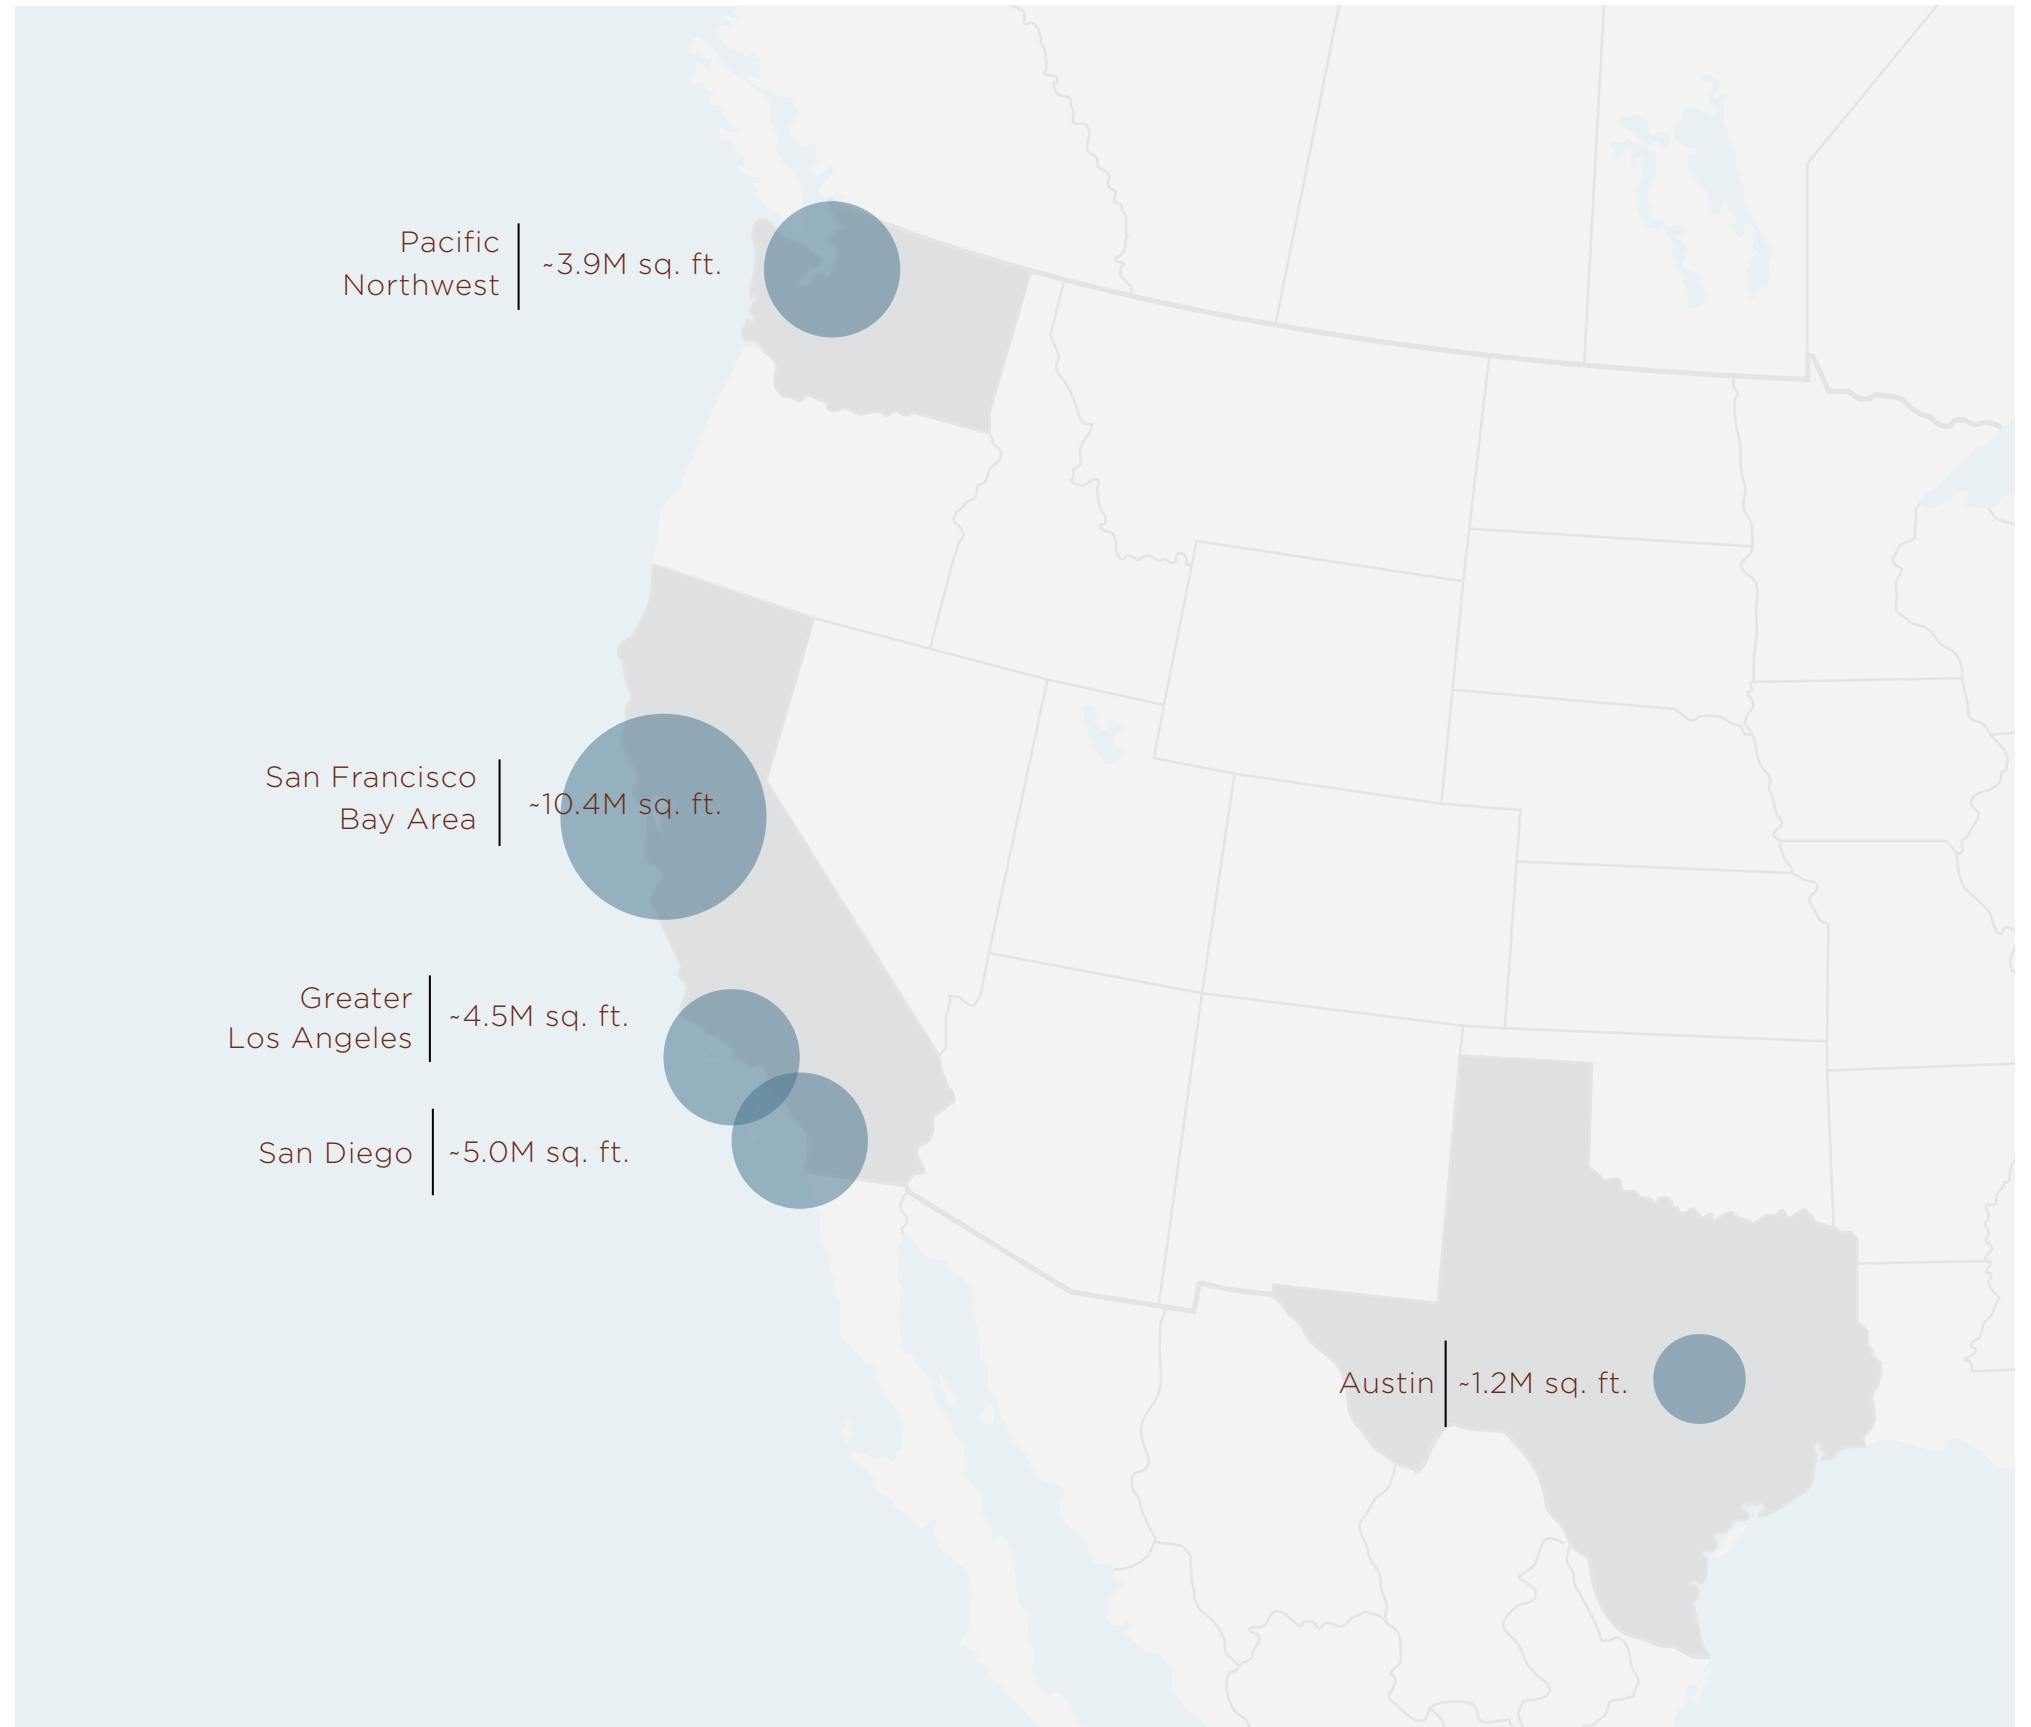 Pacific
Northwest
~3.9M sq. ft.
San Francisco
Bay Area
~10.4M sq. ft.
Greater
Los Angeles
~4.5M sq. ft.
San Diego
~5.0M sq. ft.
Austin
~1.2M sq. ft.